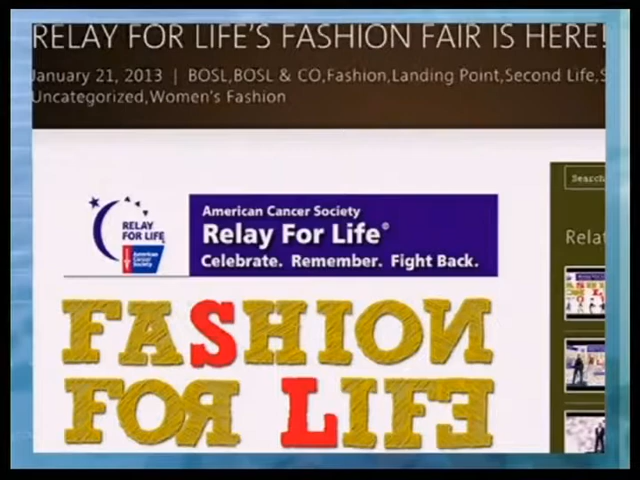 RELAY FOR LIFE'S FASHION FAIR IS HERE!
January 21, 2013 | BOSL,BOSL & CO,Fashion,Landing Point,Second Life,S
Uncategorized,Women's Fashion
Search
Relat
RELAY
FOR LIFE
American
Cancer
Society
American Cancer Society
Relay For Life®
Celebrate. Remember. Fight Back.
FASHION
FOR LIFE